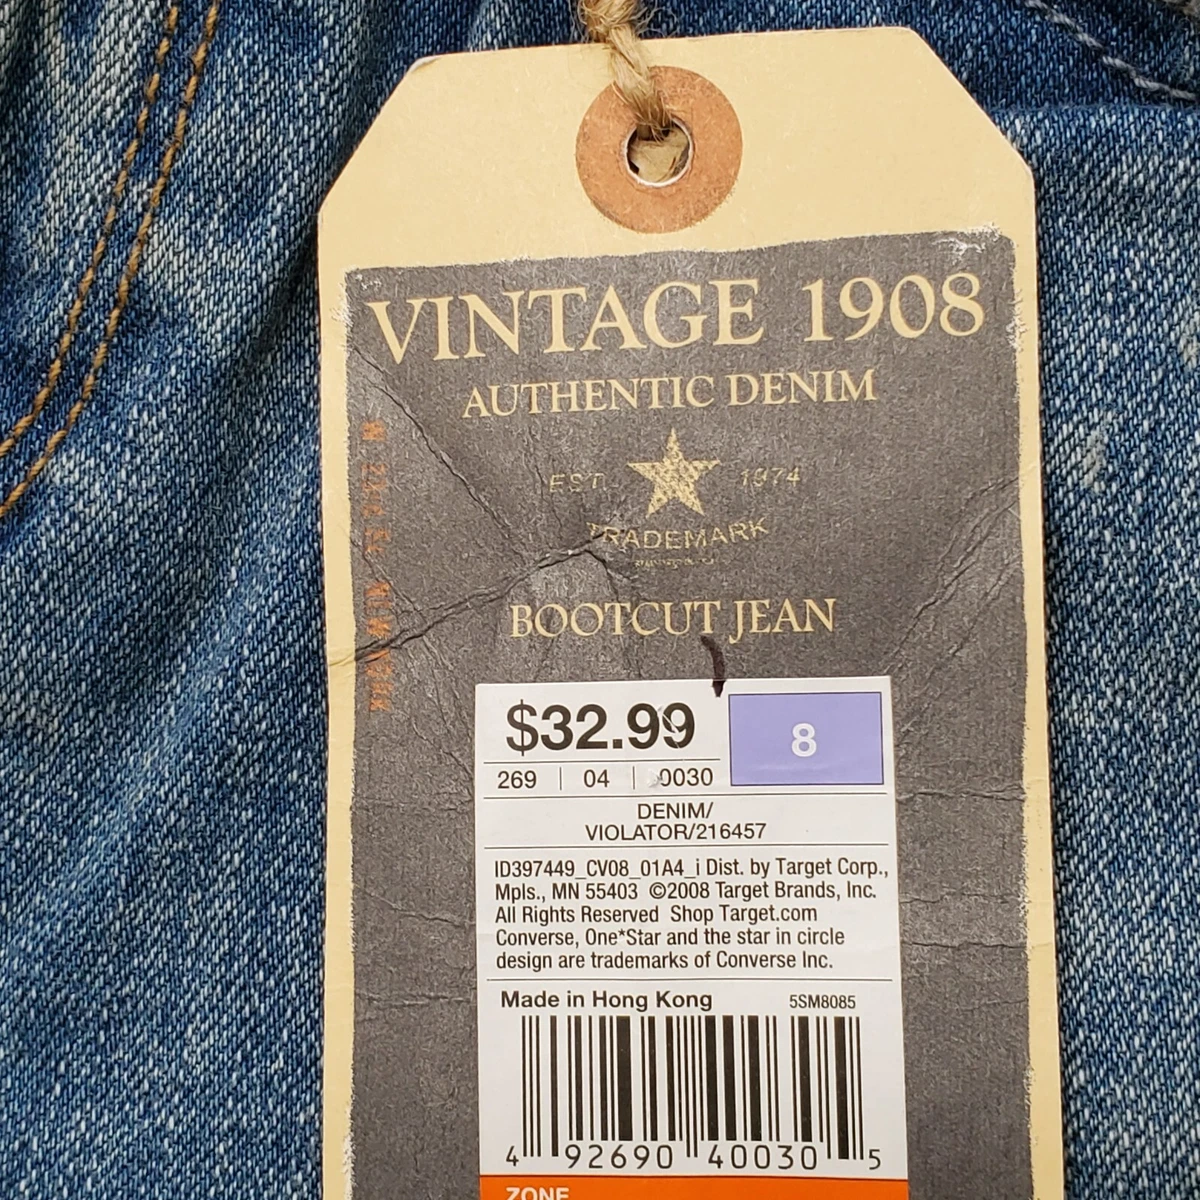 VINTAGE 1908
AUTHENTIC DENIM
EST. 1974
TRADEMARK
BOOTCUT JEAN
$32.99
8
269 | 04 | 0030
DENIM/
VIOLATOR/216457
ID397449_CV08_01A4_i Dist. by Target Corp.,
Mpls., MN 55403 ©2008 Target Brands, Inc.
All Rights Reserved Shop Target.com
Converse, One*Star and the star in circle
design are trademarks of Converse Inc.
Made in Hong Kong 5SM8085
4 92690 40030 5
ZONE